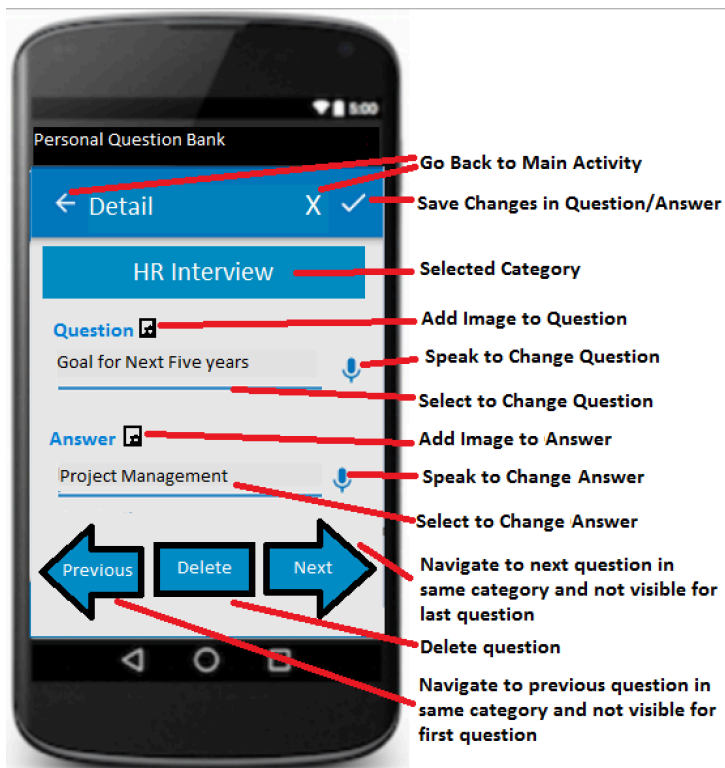 5:00
Personal Question Bank
Go Back to Main Activity
Detail X
Save Changes in Question/Answer
HR Interview
Selected Category
Question
Add Image to Question
Goal for Next Five years
Speak to Change Question
Select to Change Question
Answer
Add Image to Answer
Project Management
Speak to Change Answer
Select to Change Answer
Previous
Delete
Next
Navigate to next question in
same category and not visible for
last question
Delete question
Navigate to previous question in
same category and not visible for
first question